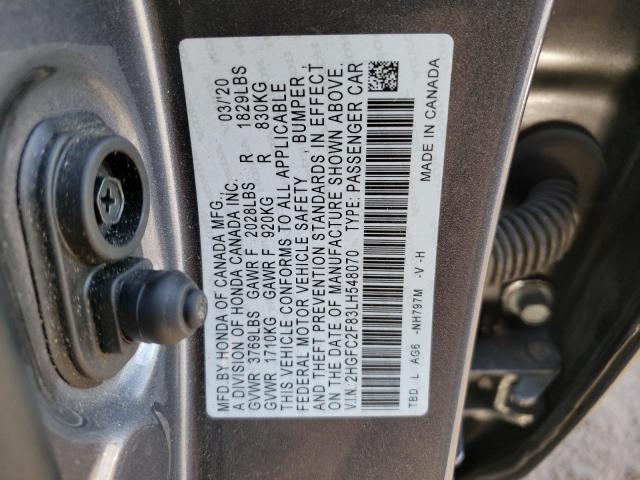 MFD.BY HONDA OF CANADA MFG., 03/'20
A DIVISION OF HONDA CANADA INC.
GVWR 3769LBS GAWR F 2028LBS R 1829LBS
GVWR 1710KG GAWR F 920KG R 830KG
THIS VEHICLE CONFORMS TO ALL APPLICABLE
FEDERAL MOTOR VEHICLE SAFETY, BUMPER,
AND THEFT PREVENTION STANDARDS IN EFFECT
ON THE DATE OF MANUFACTURE SHOWN ABOVE.
V.I.N.:2HGFC2F83LH548070 TYPE: PASSENGER CAR
TBD L AG6 -NH797M -V -H MADE IN CANADA